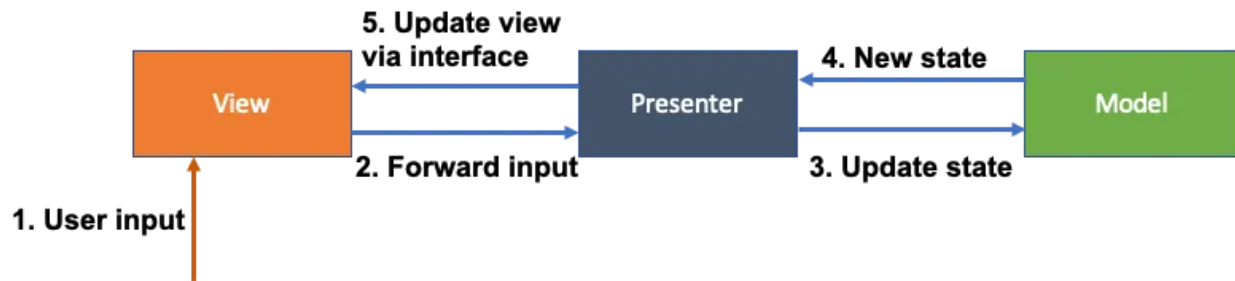 5. Update view
via interface
4. New state
View
Presenter
Model
2. Forward input
3. Update state
1. User input